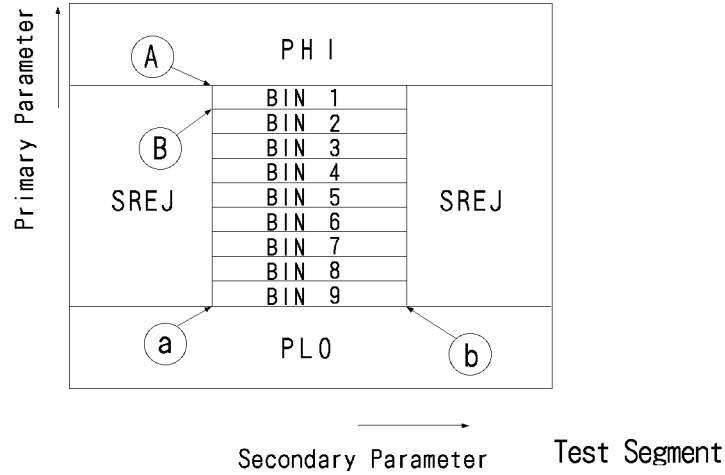 Primary Parameter
PHI
A
B
BIN 1
BIN 2
BIN 3
BIN 4
BIN 5
BIN 6
BIN 7
BIN 8
BIN 9
SREJ
SREJ
a
PLO
b
Secondary Parameter
Test Segment